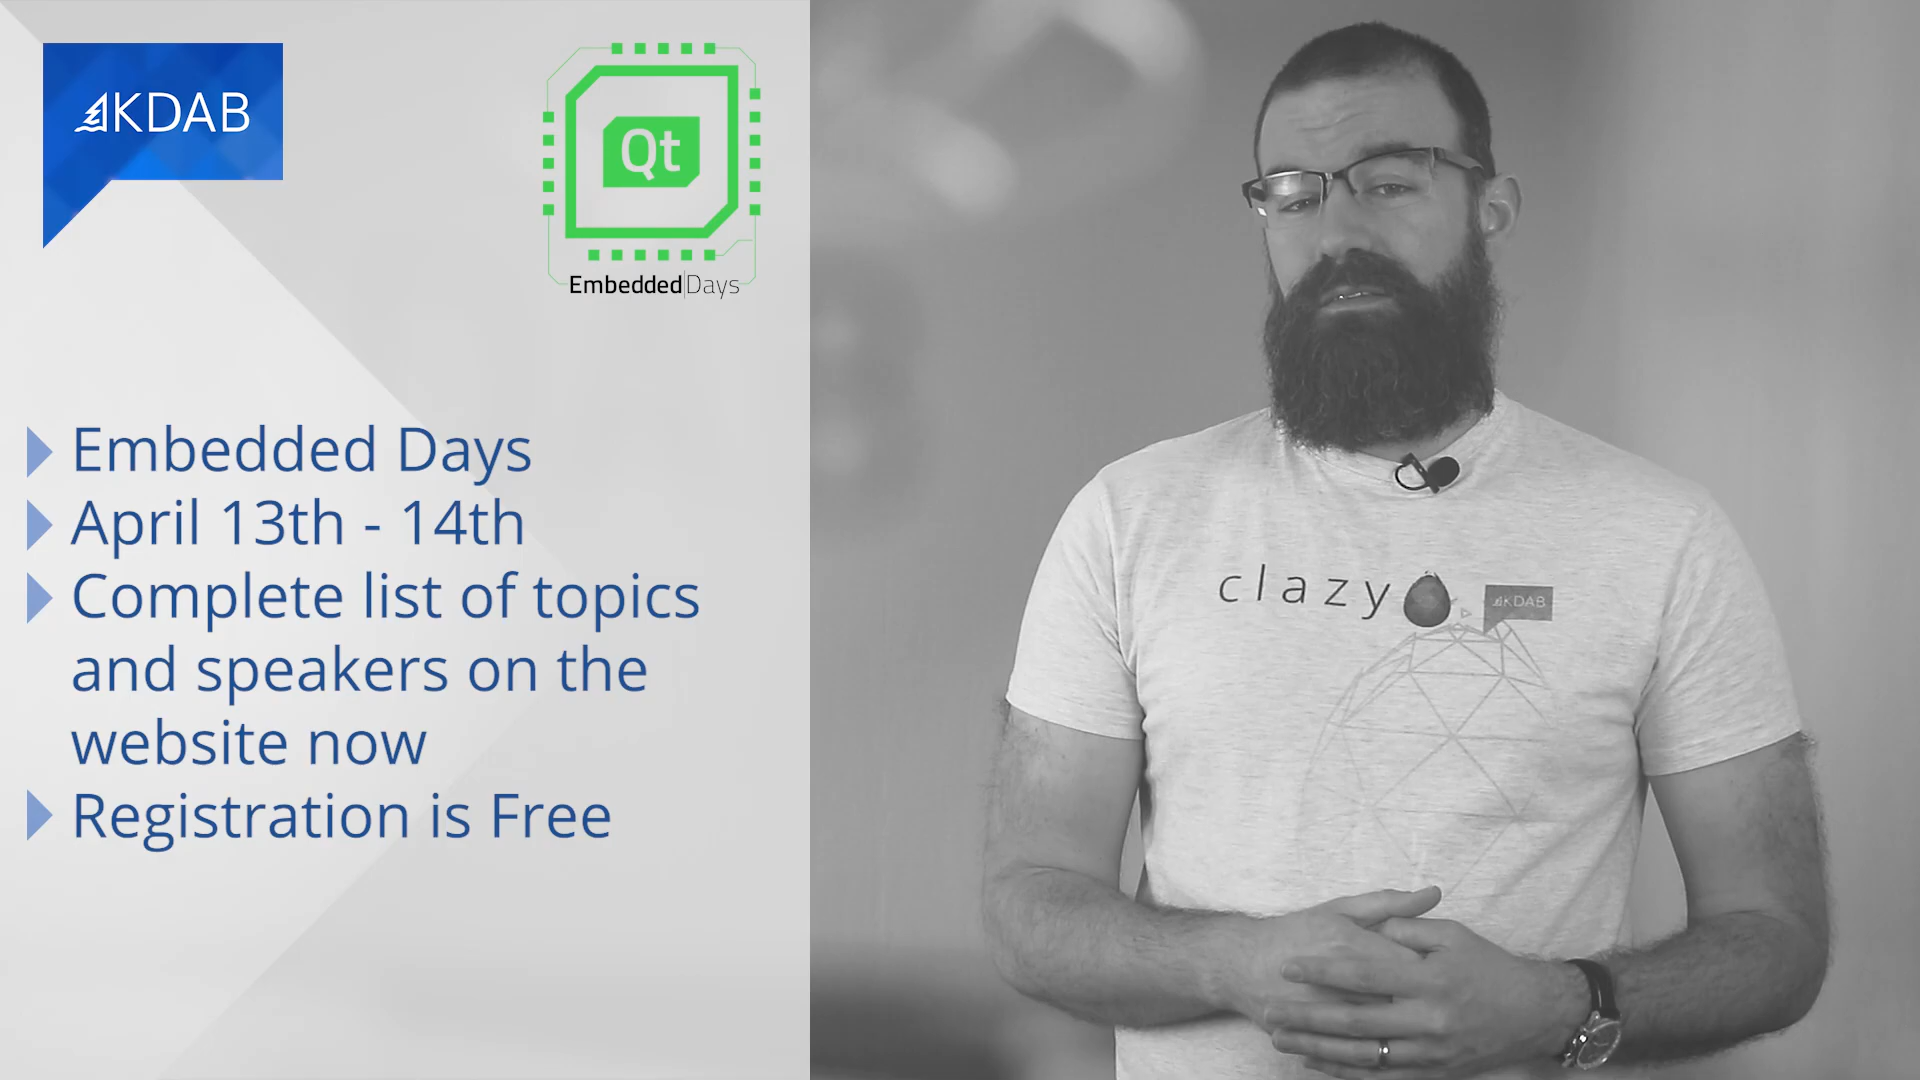 KDAB
Qt
Embedded|Days
Embedded Days
April 13th - 14th
Complete list of topics
and speakers on the
website now
Registration is Free
clazy
KDAB